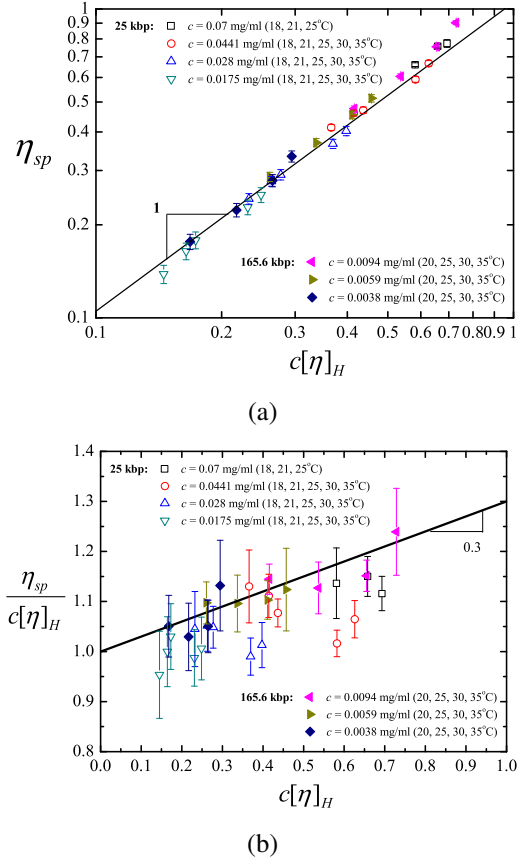 0.9
0.8
0.7
0.6
0.5
0.4
0.3
0.2
0.1
η_sp
25 kbp:
c = 0.07 mg/ml (18, 21, 25°C)
c = 0.0441 mg/ml (18, 21, 25, 30, 35°C)
c = 0.028 mg/ml (18, 21, 25, 30, 35°C)
c = 0.0175 mg/ml (18, 21, 25, 30, 35°C)
1
165.6 kbp:
c = 0.0094 mg/ml (20, 25, 30, 35°C)
c = 0.0059 mg/ml (20, 25, 30, 35°C)
c = 0.0038 mg/ml (20, 25, 30, 35°C)
0.1 0.2 0.3 0.4 0.5 0.6 0.7 0.8 0.9 1
c[η]_H
(a)
1.4
1.3
1.2
1.1
1.0
0.9
0.8
η_sp
c[η]_H
25 kbp:
c = 0.07 mg/ml (18, 21, 25°C)
c = 0.0441 mg/ml (18, 21, 25, 30, 35°C)
c = 0.028 mg/ml (18, 21, 25, 30, 35°C)
c = 0.0175 mg/ml (18, 21, 25, 30, 35°C)
0.3
165.6 kbp:
c = 0.0094 mg/ml (20, 25, 30, 35°C)
c = 0.0059 mg/ml (20, 25, 30, 35°C)
c = 0.0038 mg/ml (20, 25, 30, 35°C)
0.0 0.1 0.2 0.3 0.4 0.5 0.6 0.7 0.8 0.9 1.0
c[η]_H
(b)